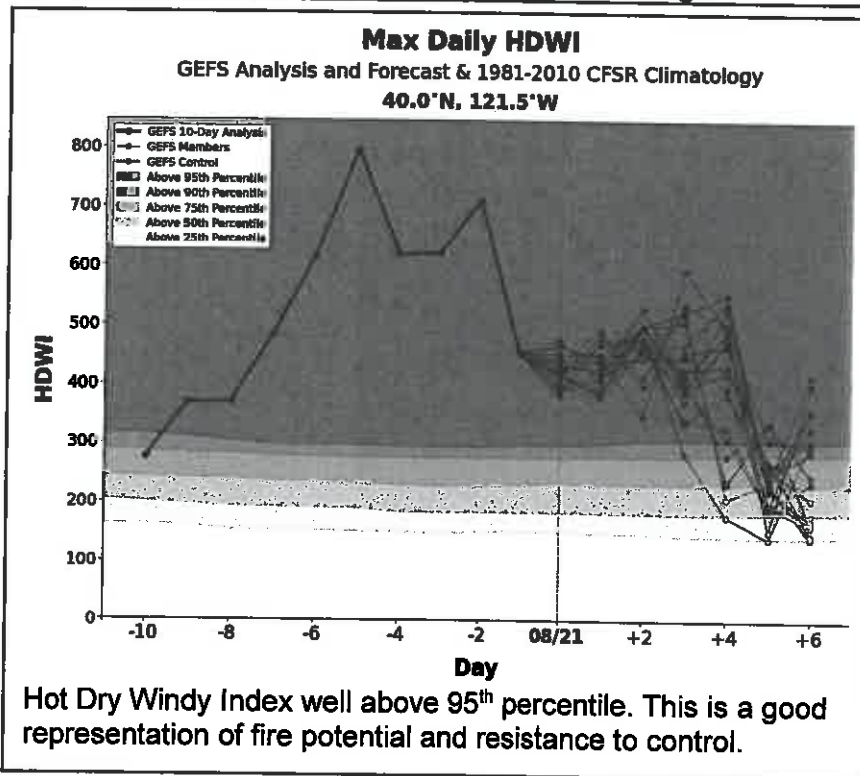 Max Daily HDWI
GEFS Analysis and Forecast & 1981-2010 CFSR Climatology
40.0°N, 121.5°W
GEFS 10-Day Analysis
GEFS Members
GEFS Control
Above 95th Percentile
Above 90th Percentile
Above 75th Percentile
Above 50th Percentile
Above 25th Percentile
800
700
600
500
400
300
200
100
0
HDWI
-10 -8 -6 -4 -2 08/21 +2 +4 +6
Day
Hot Dry Windy Index well above 95th percentile. This is a good
representation of fire potential and resistance to control.